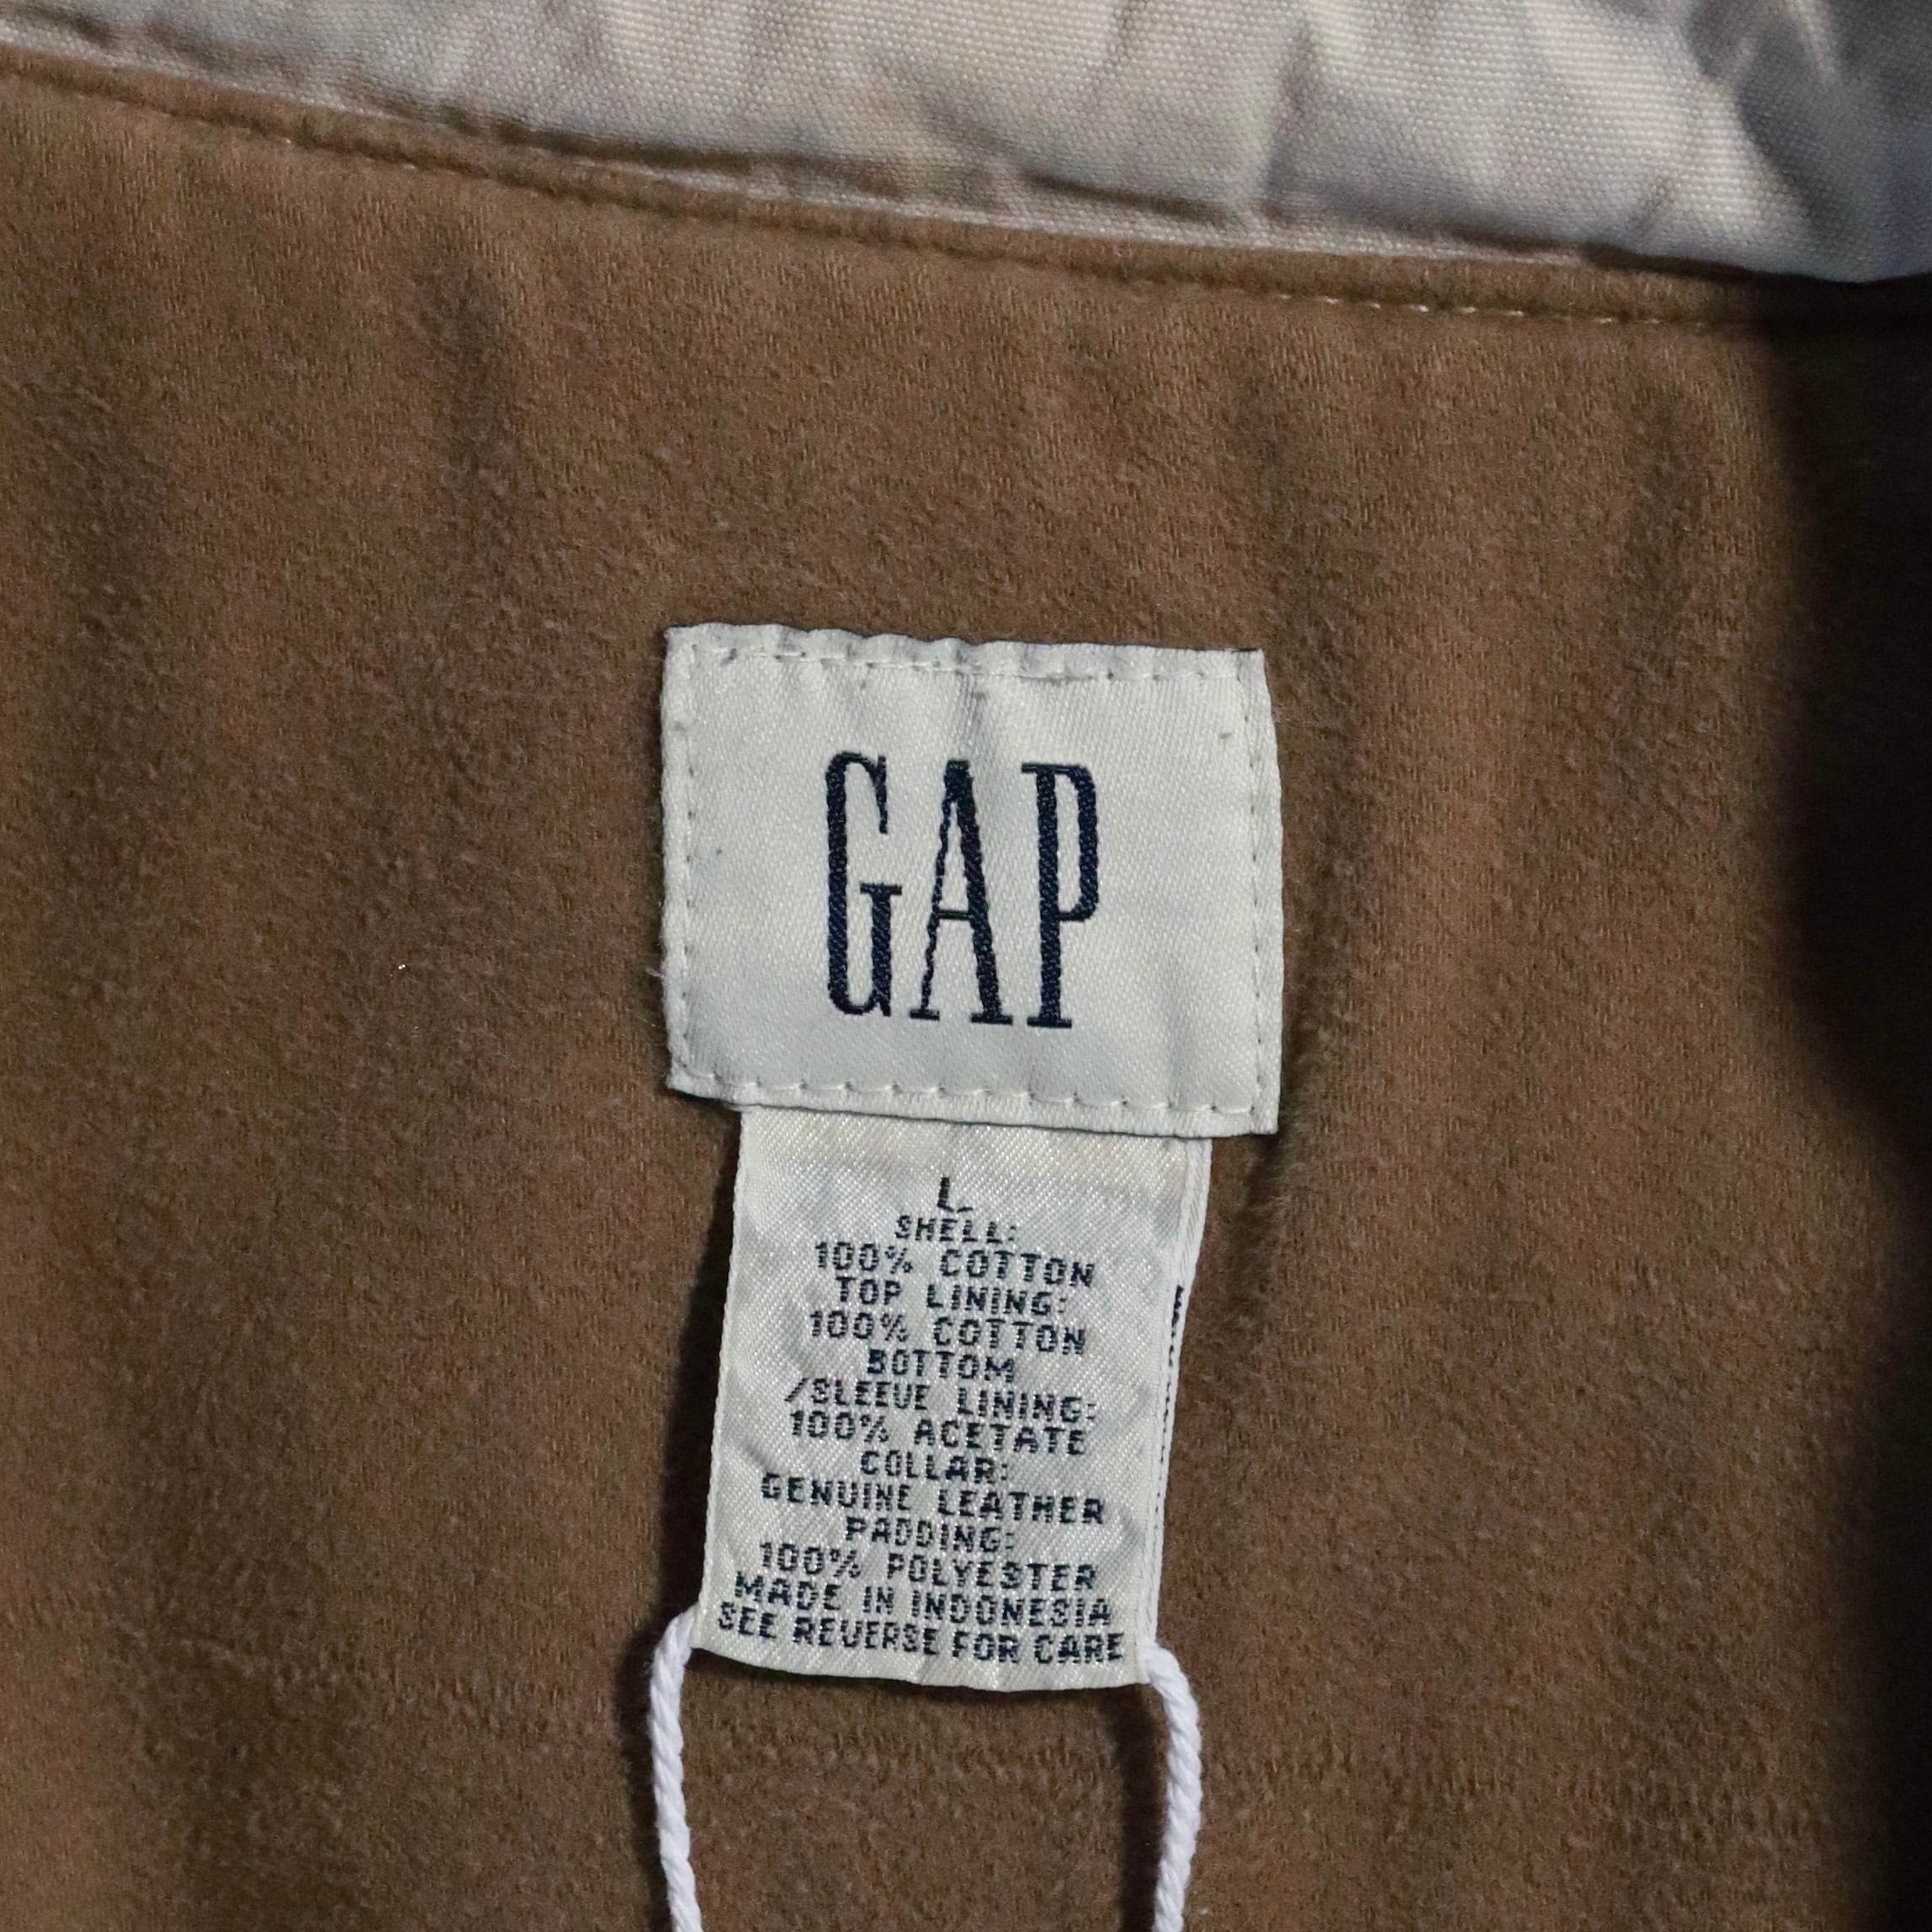 GAP
L
SHELL:
100% COTTON
TOP LINING:
100% COTTON
BOTTOM
/SLEEVE LINING:
100% ACETATE
COLLAR:
GENUINE LEATHER
PADDING:
100% POLYESTER
MADE IN INDONESIA
SEE REVERSE FOR CARE